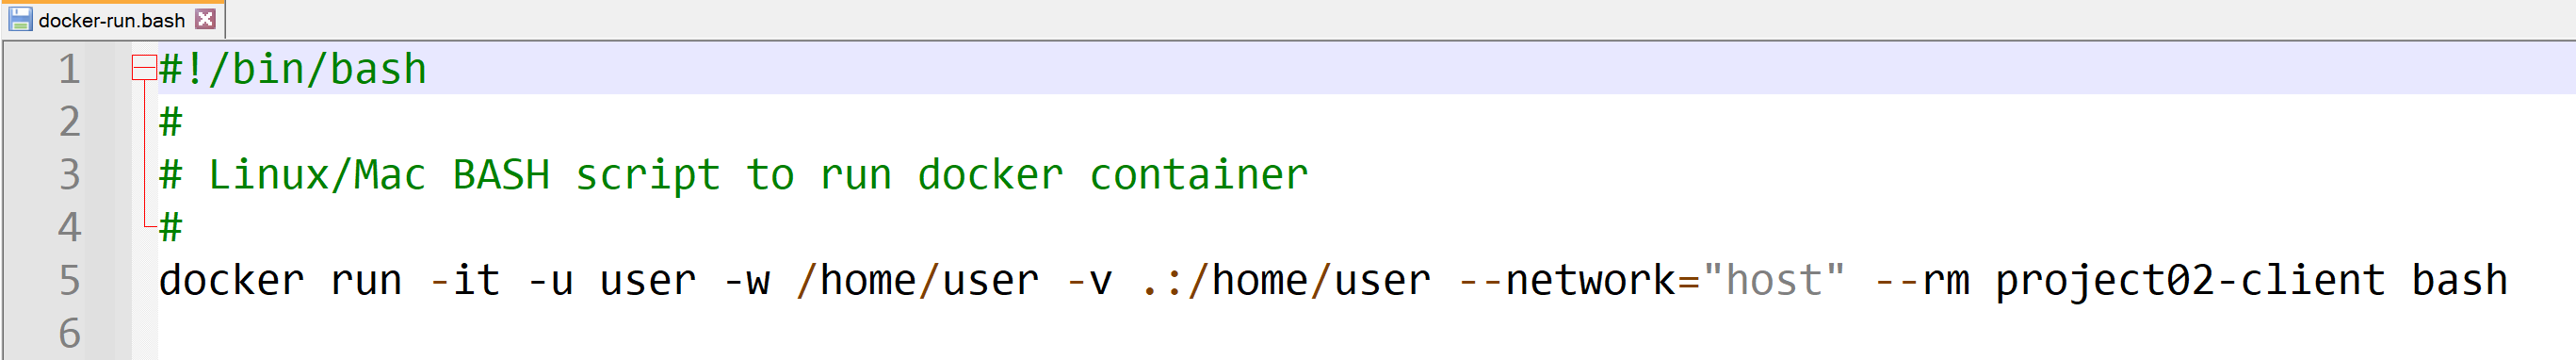 docker-run.bash
1 #!/bin/bash
2 #
3 # Linux/Mac BASH script to run docker container
4 #
5 docker run -it -u user -w /home/user -v .:/home/user --network="host" --rm project02-client bash
6